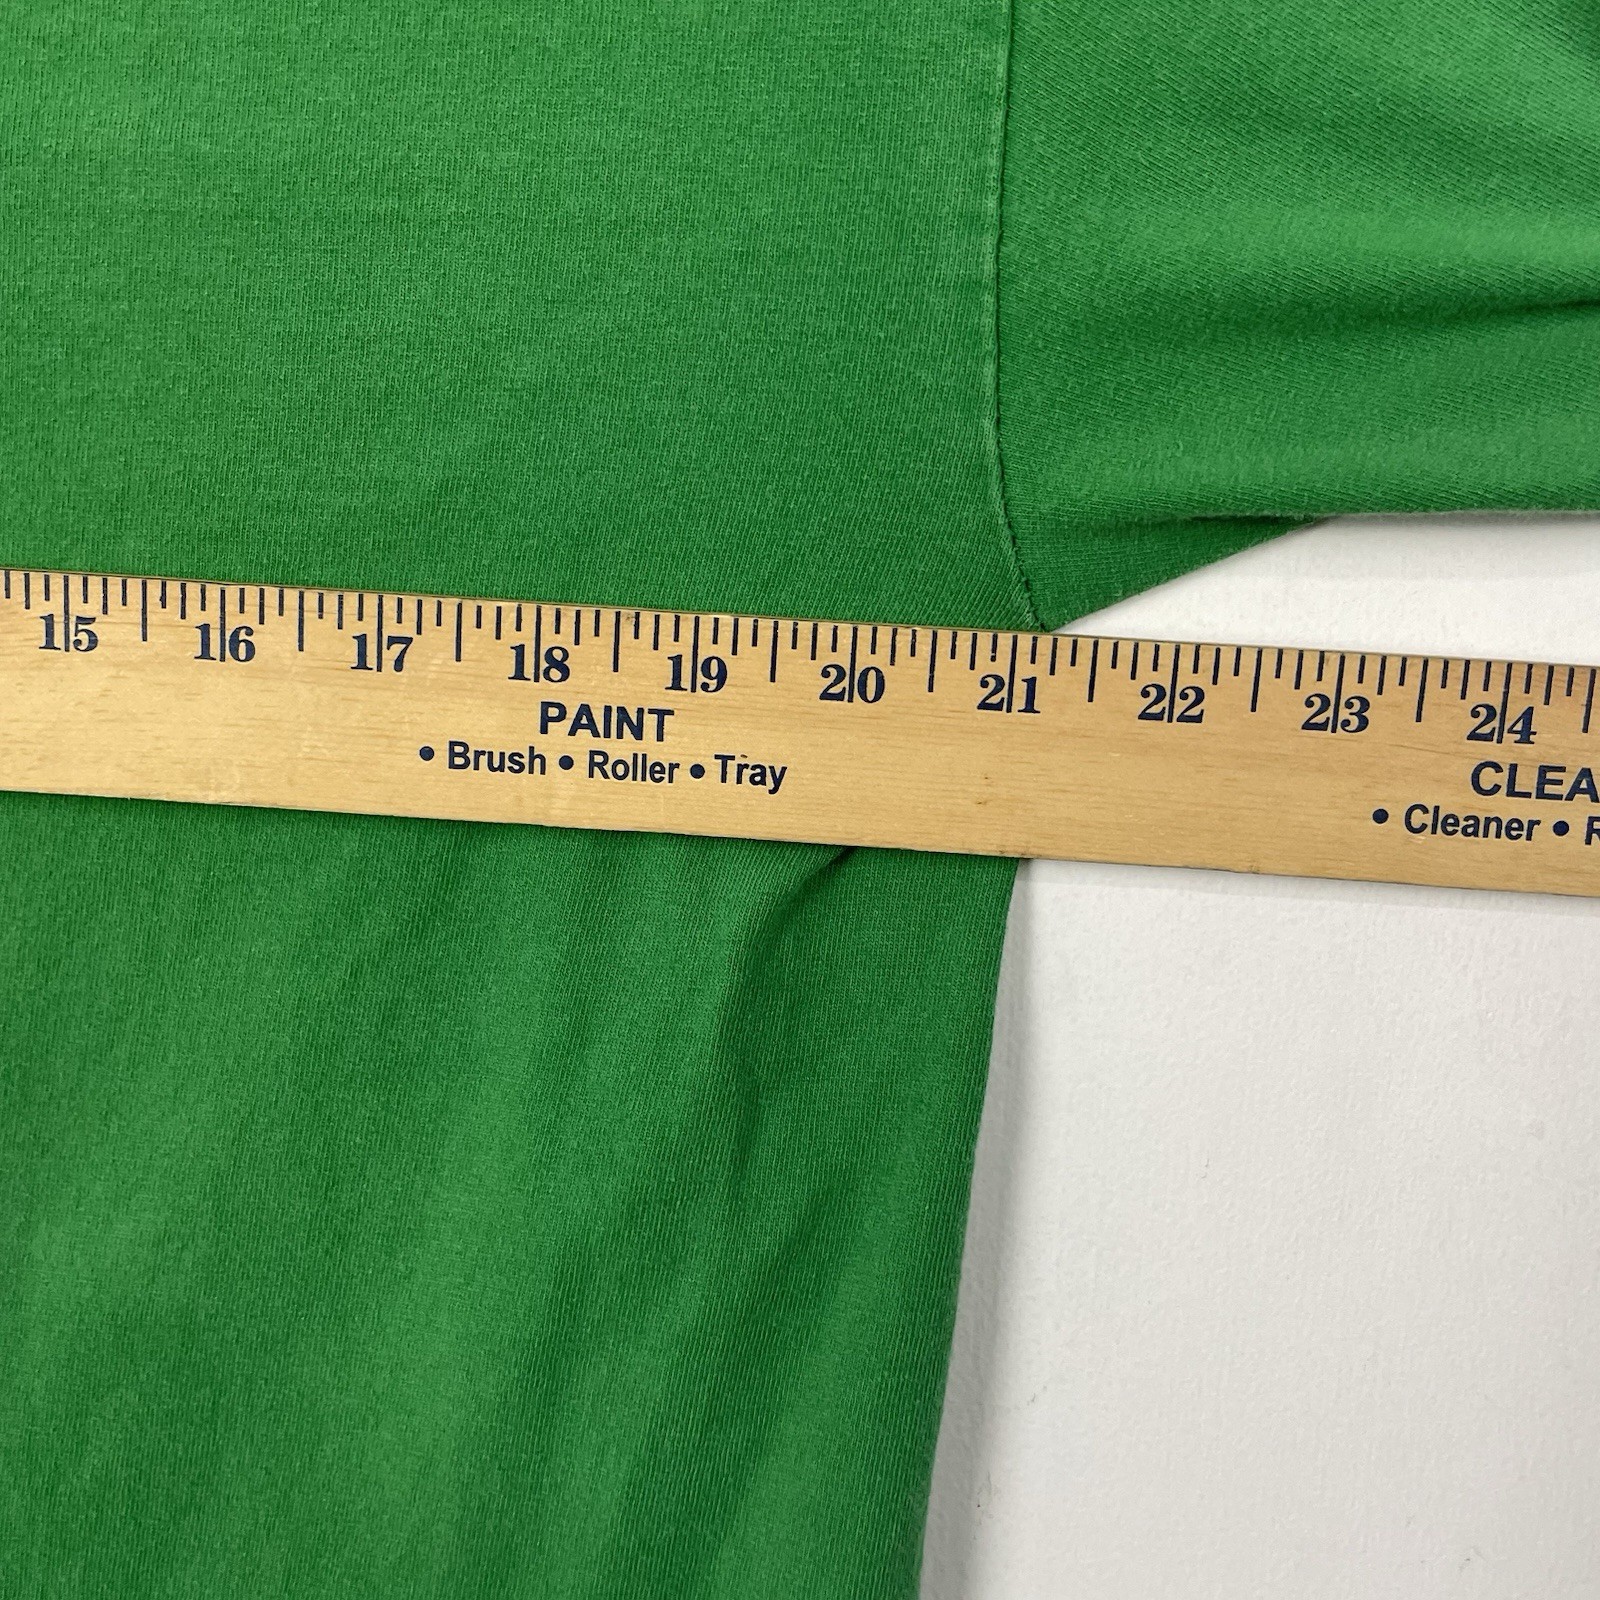 15 16 17 18 19 20 21 22 23 24
PAINT
• Brush • Roller • Tray
CLEA
• Cleaner • R